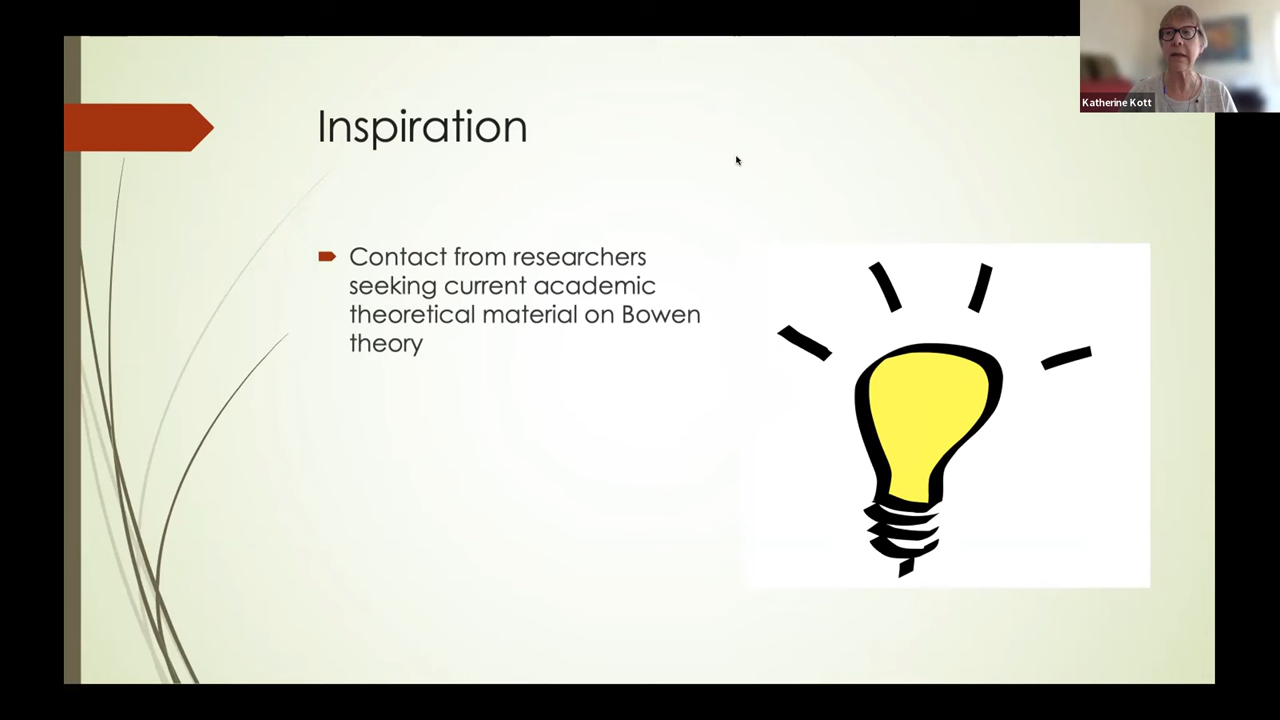 Inspiration
Contact from researchers
seeking current academic
theoretical material on Bowen
theory
Katherine Kott